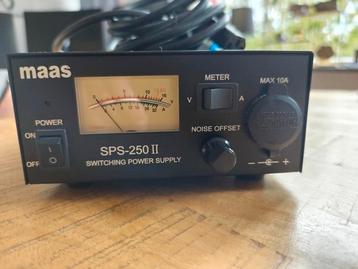 maas
METER
V
A
MAX 10A
POWER
ON
OFF
NOISE OFFSET
SPS-250 II
SWITCHING POWER SUPPLY
- +